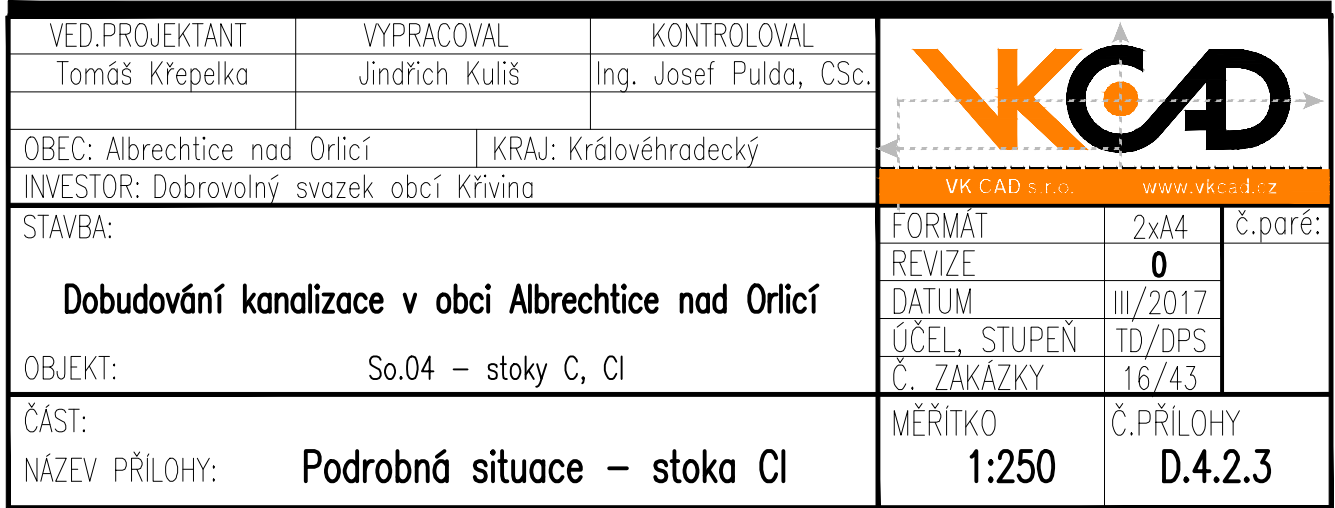 VED.PROJEKTANT VYPRACOVAL KONTROLOVAL
Tomáš Křepelka Jindřich Kuliš Ing. Josef Pulda, CSc.
OBEC: Albrechtice nad Orlicí KRAJ: Královéhradecký
INVESTOR: Dobrovolný svazek obcí Křivina
VKCAD
VK CAD s.r.o. www.vkcad.cz
STAVBA:
Dobudování kanalizace v obci Albrechtice nad Orlicí
OBJEKT: So.04 – stoky C, CI
FORMÁT 2xA4 č.paré:
REVIZE 0
DATUM III/2017
ÚČEL, STUPEŇ TD/DPS
Č. ZAKÁZKY 16/43
ČÁST:
NÁZEV PŘÍLOHY: Podrobná situace – stoka CI
MĚŘÍTKO Č.PŘÍLOHY
1:250 D.4.2.3